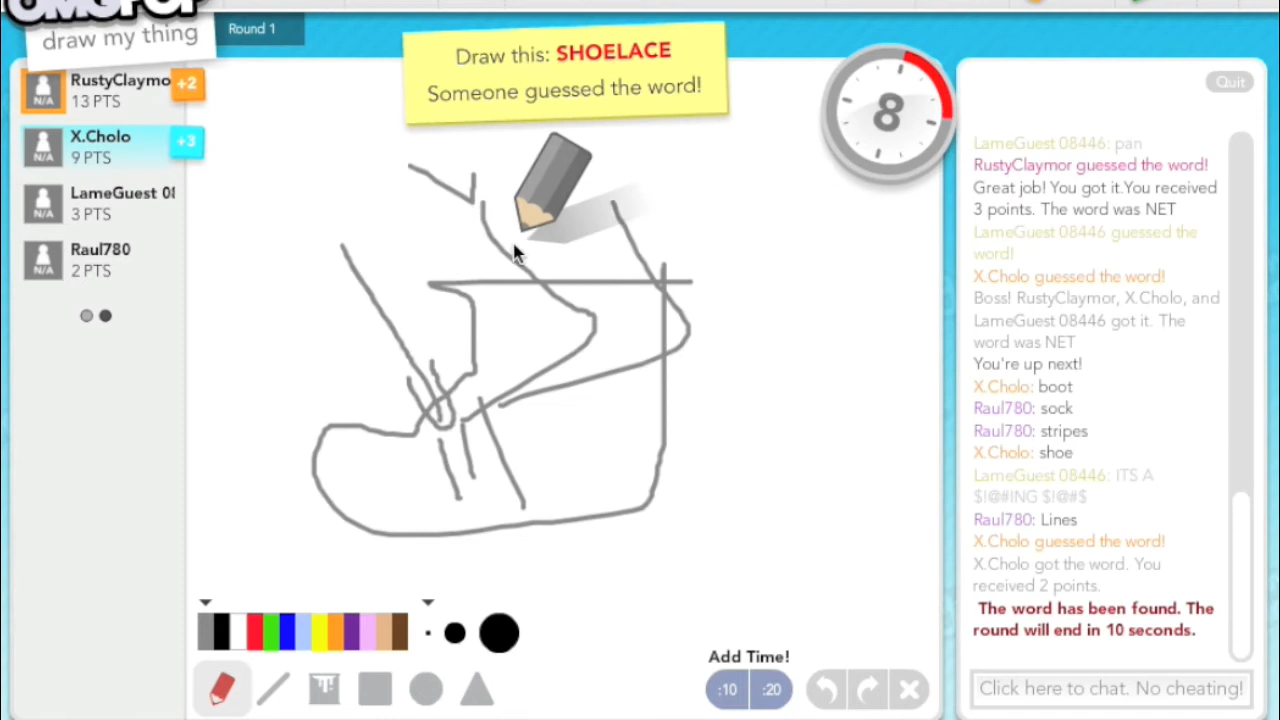 OMGPOP
draw my thing
Round 1
Draw this: SHOELACE
Someone guessed the word!
8
Quit
N/A
RustyClaymo
13 PTS
+2
N/A
X.Cholo
9 PTS
+3
N/A
LameGuest 08
3 PTS
N/A
Raul780
2 PTS
LameGuest 08446: pan
RustyClaymor guessed the word!
Great job! You got it.You received
3 points. The word was NET
LameGuest 08446 guessed the
word!
X.Cholo guessed the word!
Boss! RustyClaymor, X.Cholo, and
LameGuest 08446 got it. The
word was NET
You're up next!
X.Cholo: boot
Raul780: sock
Raul780: stripes
X.Cholo: shoe
LameGuest 08446: ITS A
$!@#ING $!@#$
Raul780: Lines
X.Cholo guessed the word!
X.Cholo got the word. You
received 2 points.
The word has been found. The
round will end in 10 seconds.
Add Time!
:10 :20
Click here to chat. No cheating!